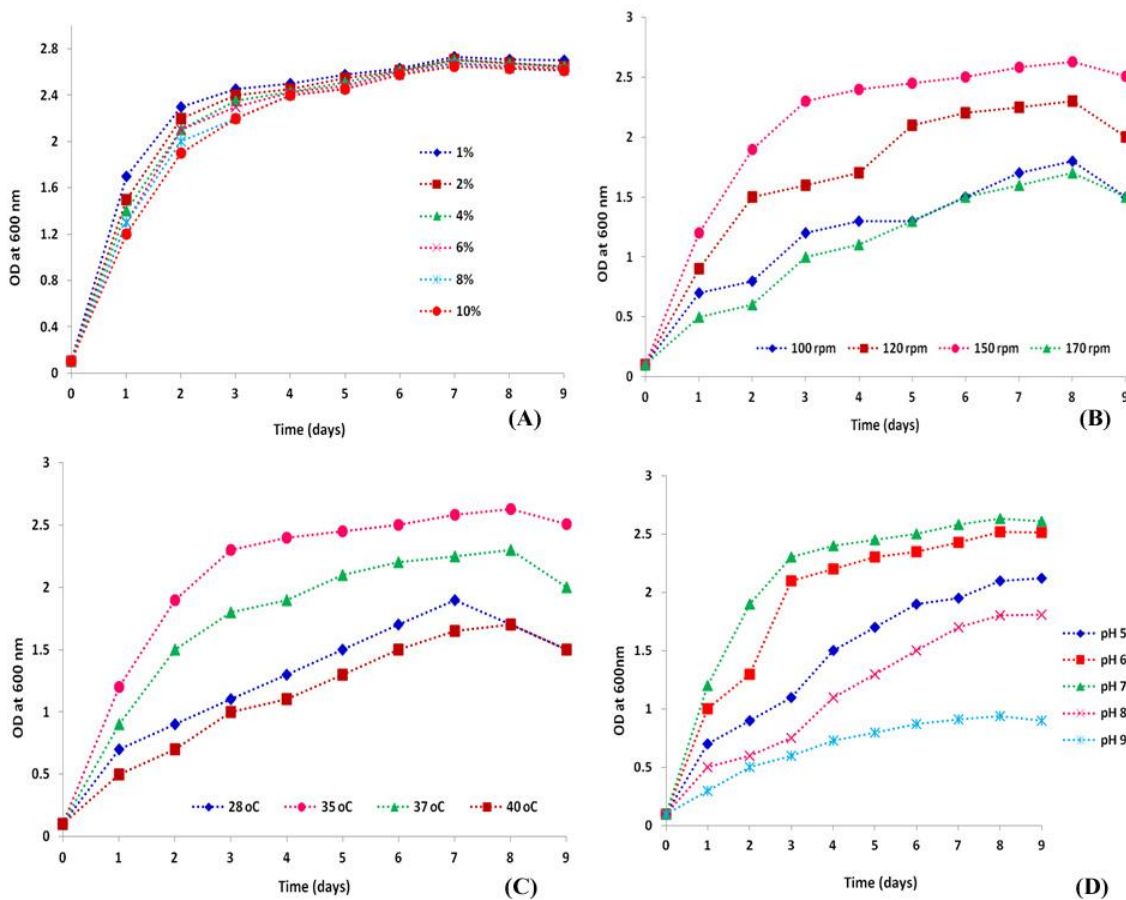 OD at 600 nm
2.8
2.4
2
1.6
1.2
0.8
0.4
0
1%
2%
4%
6%
8%
10%
0 1 2 3 4 5 6 7 8 9
Time (days)
(A)
OD at 600 nm
3
2.5
2
1.5
1
0.5
0
100 rpm 120 rpm 150 rpm 170 rpm
0 1 2 3 4 5 6 7 8 9
Time (days)
(B)
OD at 600 nm
3
2.5
2
1.5
1
0.5
0
28 oC 35 oC 37 oC 40 oC
0 1 2 3 4 5 6 7 8 9
Time (days)
(C)
OD at 600nm
3
2.5
2
1.5
1
0.5
0
pH 5
pH 6
pH 7
pH 8
pH 9
0 1 2 3 4 5 6 7 8 9
Time (days)
(D)